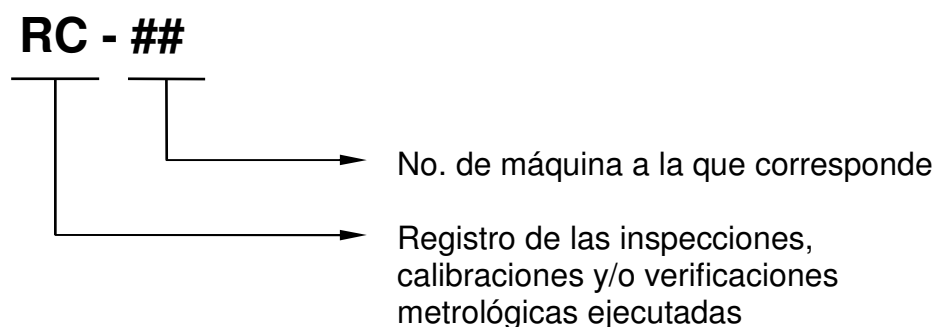 RC - ##
No. de máquina a la que corresponde
Registro de las inspecciones,
calibraciones y/o verificaciones
metrológicas ejecutadas